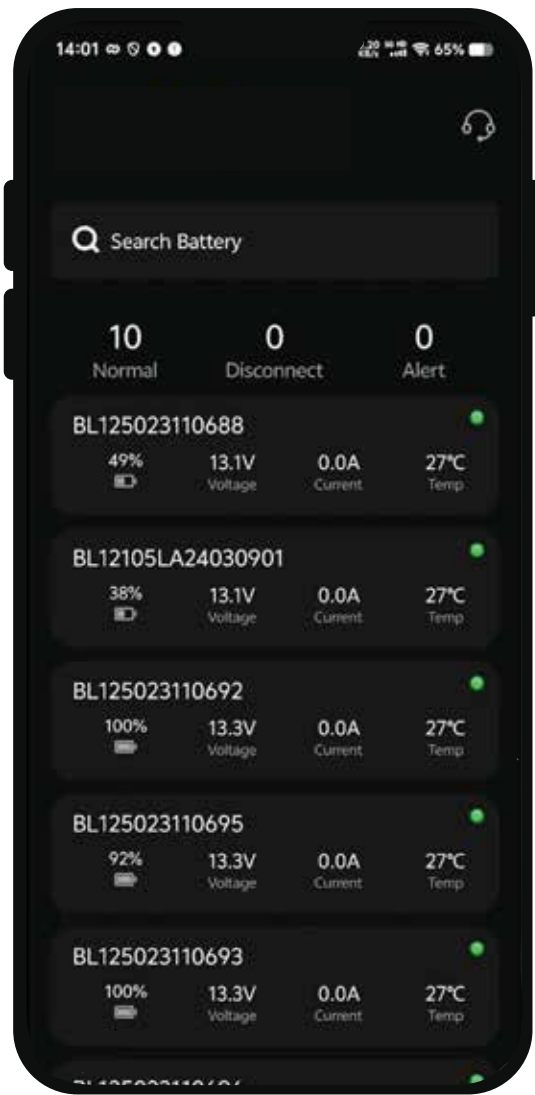 14:01 65%
Search Battery
10 0 0
Normal Disconnect Alert
BL125023110688
49% 13.1V 0.0A 27°C
Voltage Current Temp
BL12105LA24030901
38% 13.1V 0.0A 27°C
Voltage Current Temp
BL125023110692
100% 13.3V 0.0A 27°C
Voltage Current Temp
BL125023110695
92% 13.3V 0.0A 27°C
Voltage Current Temp
BL125023110693
100% 13.3V 0.0A 27°C
Voltage Current Temp